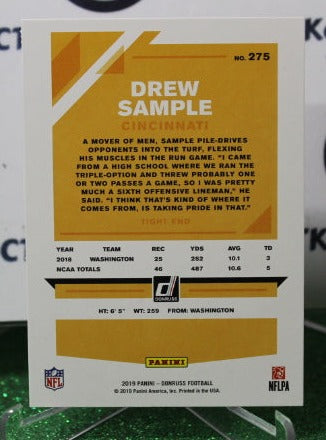 NO. 275
DREW
SAMPLE
CINCINNATI
A MOVER OF MEN, SAMPLE PILE-DRIVES
OPPONENTS INTO THE TURF, FLEXING
HIS MUSCLES IN THE RUN GAME. "I CAME
FROM A HIGH SCHOOL WHERE WE RAN THE
TRIPLE-OPTION AND THREW PROBABLY ONE
OR TWO PASSES A GAME, SO I WAS PRETTY
MUCH A SIXTH OFFENSIVE LINEMAN," HE
SAID. "I THINK THAT'S KIND OF WHERE IT
COMES FROM, IS TAKING PRIDE IN THAT."
TIGHT END
YEAR TEAM REC YDS AVG TD
2018 WASHINGTON 25 252 10.1 3
NCAA TOTALS 46 487 10.6 5
DONRUSS
HT: 6' 5" WT: 259 FROM: WASHINGTON
PANINI
NFL
NFLPA
2019 PANINI - DONRUSS FOOTBALL
© 2019 Panini America, Inc. Printed in the USA.